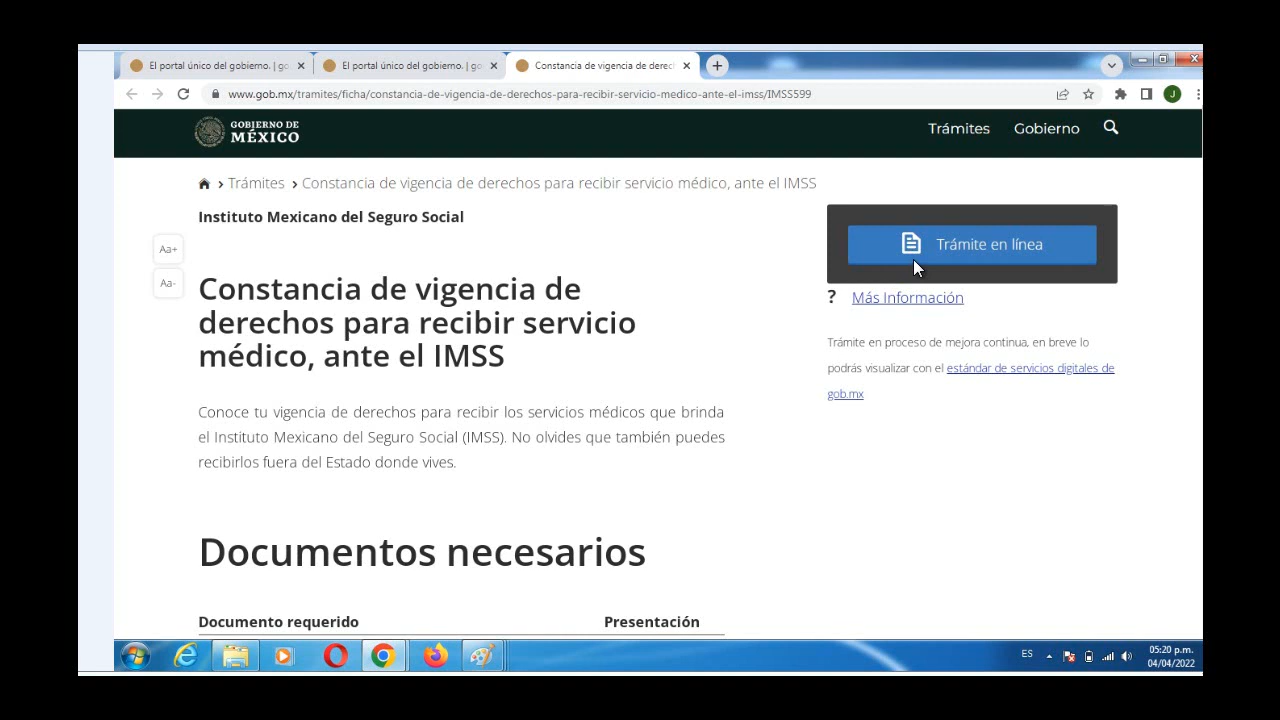 El portal único del gobierno. | go
El portal único del gobierno. | go
Constancia de vigencia de derec
www.gob.mx/tramites/ficha/constancia-de-vigencia-de-derechos-para-recibir-servicio-medico-ante-el-imss/IMSS599
J
GOBIERNO DE
MÉXICO
Trámites
Gobierno
Trámites
Constancia de vigencia de derechos para recibir servicio médico, ante el IMSS
Instituto Mexicano del Seguro Social
Aa+
Aa-
Constancia de vigencia de
derechos para recibir servicio
médico, ante el IMSS
Conoce tu vigencia de derechos para recibir los servicios médicos que brinda
el Instituto Mexicano del Seguro Social (IMSS). No olvides que también puedes
recibirlos fuera del Estado donde vives.
Trámite en línea
? Más Información
Trámite en proceso de mejora continua, en breve lo
podrás visualizar con el estándar de servicios digitales de
gob.mx
Documentos necesarios
Documento requerido
Presentación
ES
05:20 p.m.
04/04/2022